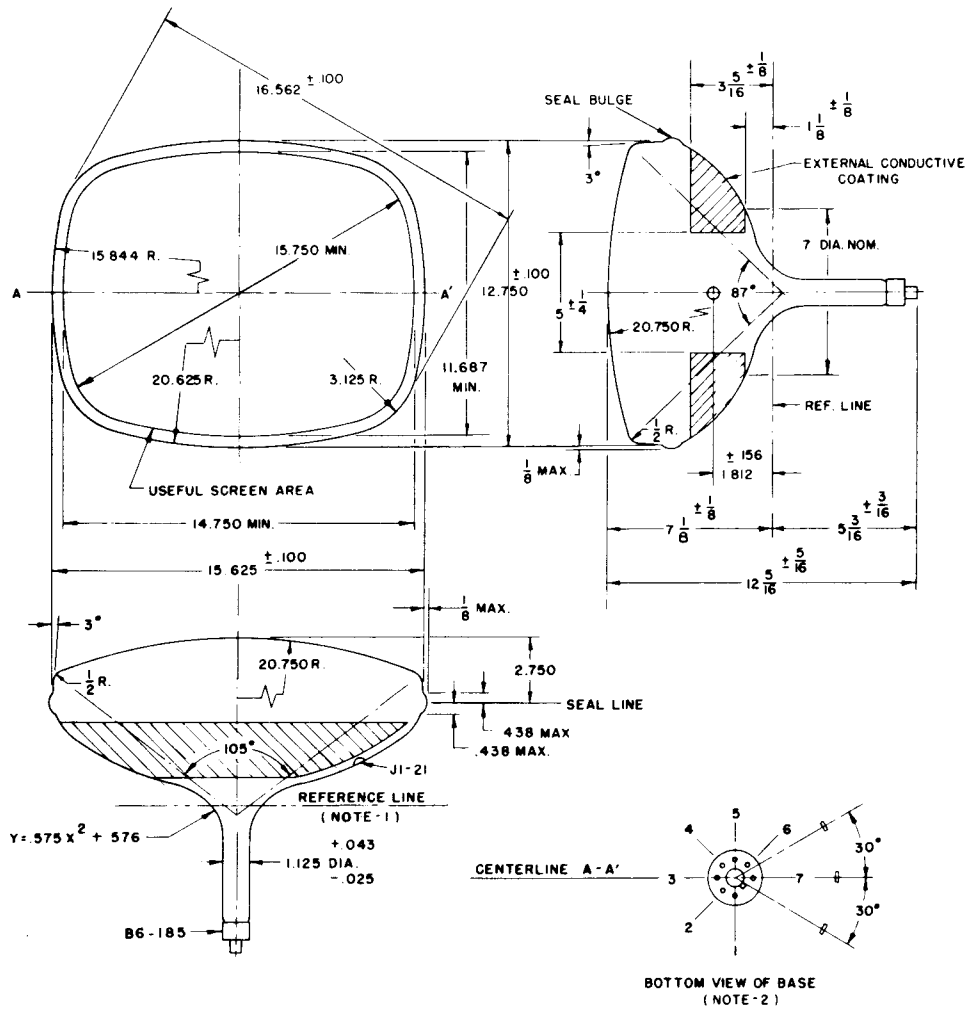 16.562 ± .100
SEAL BULGE
3 5/16 ± 1/8
1 1/8 ± 1/8
3°
EXTERNAL CONDUCTIVE
COATING
15.844 R.
15.750 MIN
7 DIA. NOM.
A
A'
12.750 ± .100
5 ± 1/4
87°
20.750 R.
20.625 R.
3.125 R.
11.687
MIN.
REF. LINE
1/2 R.
1/8 MAX.
± .156
1.812
USEFUL SCREEN AREA
14.750 MIN.
7 1/8 ± 1/8
5 3/16 ± 3/16
15.625 ± .100
12 5/16 ± 5/16
1/8 MAX.
3°
20.750 R.
2.750
1/2 R.
SEAL LINE
.438 MAX
.438 MAX.
105°
J1-21
REFERENCE LINE
(NOTE-1)
Y=.575 X² + 576
+.043
1.125 DIA.
-.025
B6-185
5
4
6
30°
CENTERLINE A-A'
3
7
30°
2
1
BOTTOM VIEW OF BASE
(NOTE-2)